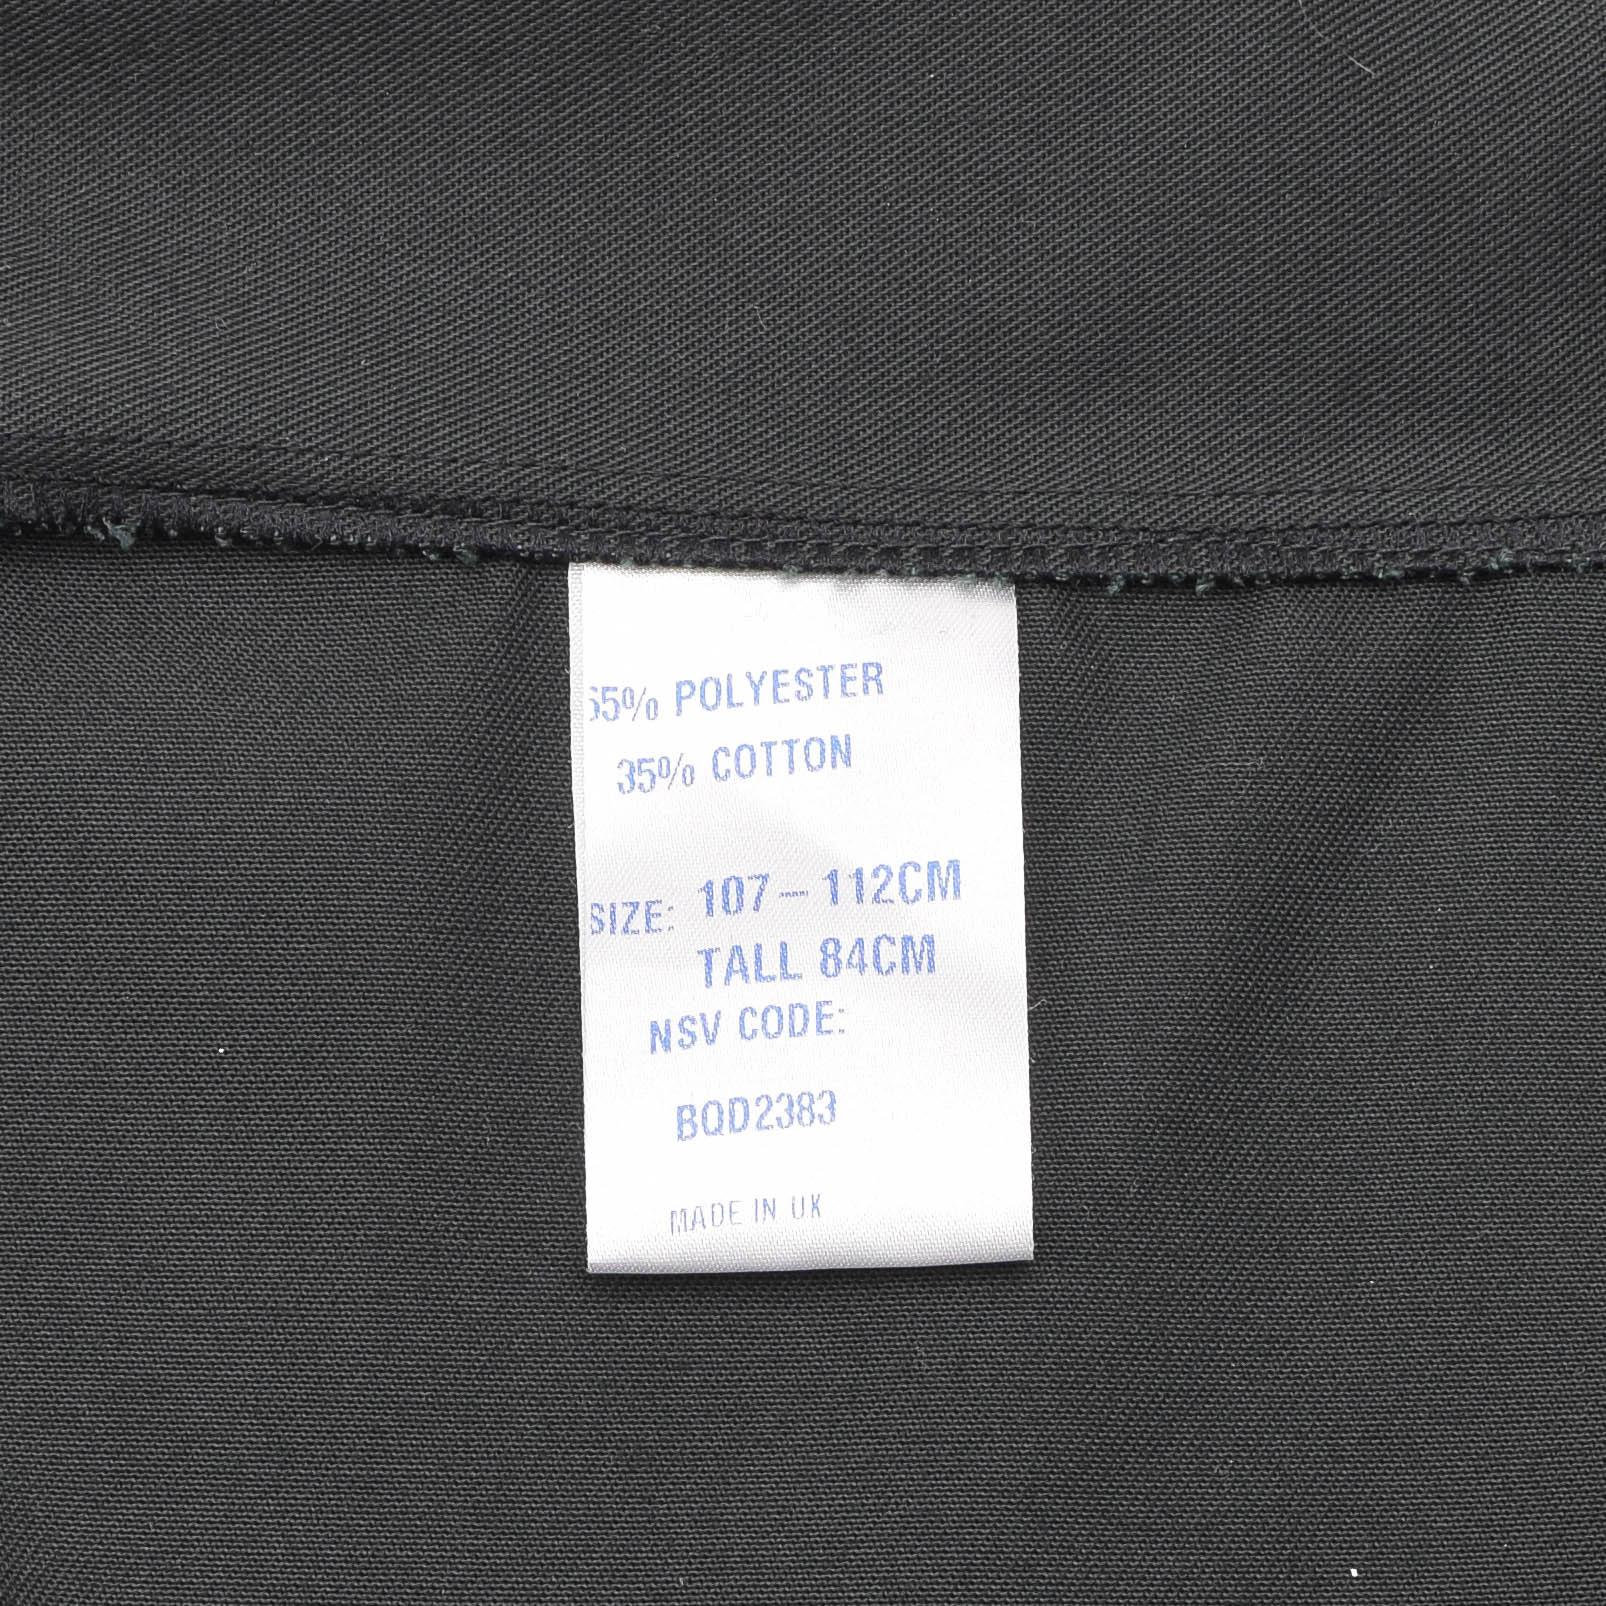 65% POLYESTER
35% COTTON
SIZE: 107 - 112CM
TALL 84CM
NSV CODE:
BQD2383
MADE IN UK